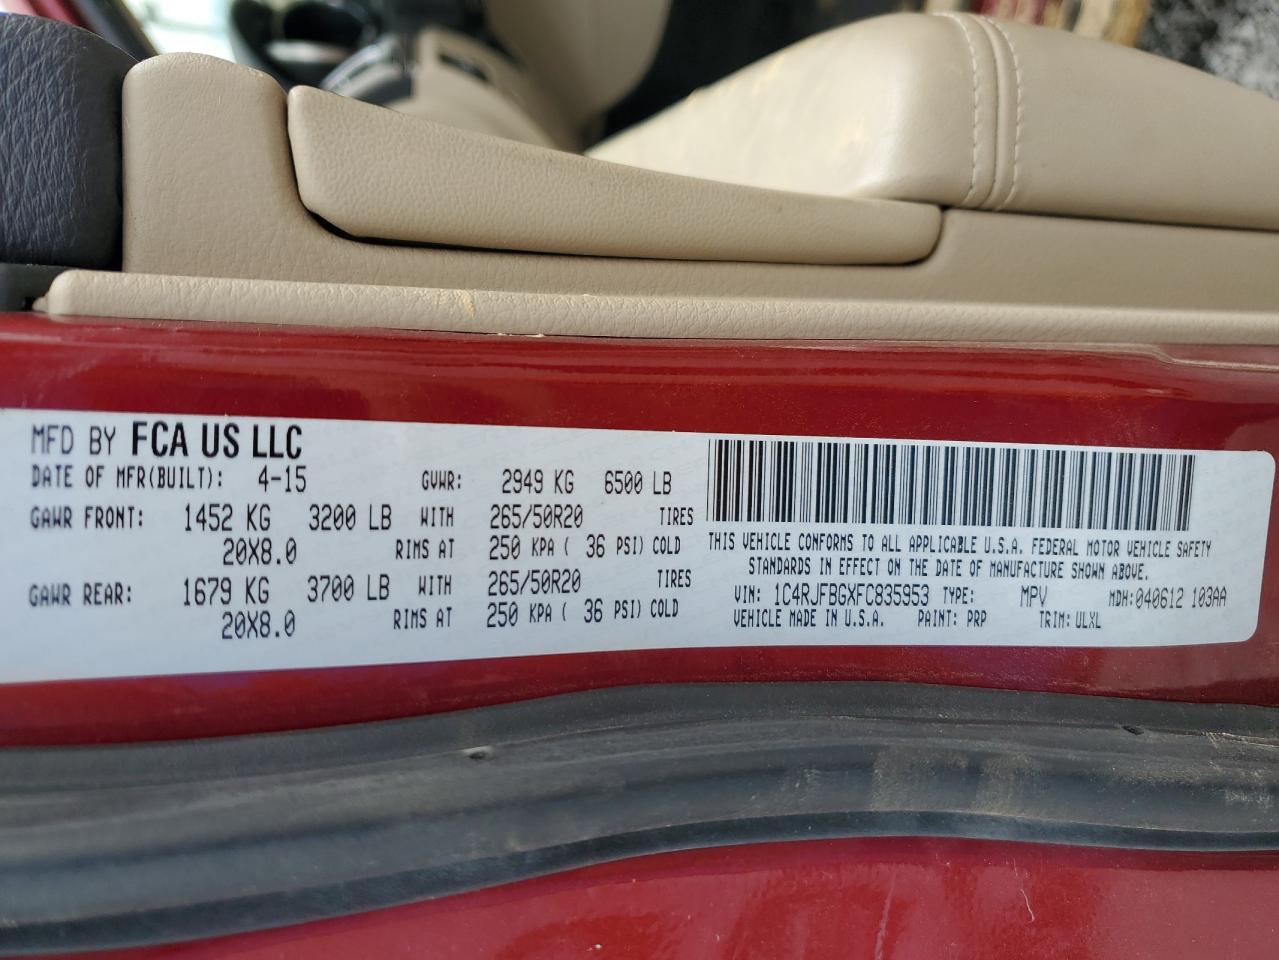 MFD BY FCA US LLC
DATE OF MFR(BUILT): 4-15 GVWR: 2949 KG 6500 LB
GAWR FRONT: 1452 KG 3200 LB WITH 265/50R20 TIRES
20X8.0 RIMS AT 250 KPA ( 36 PSI) COLD
GAWR REAR: 1679 KG 3700 LB WITH 265/50R20 TIRES
20X8.0 RIMS AT 250 KPA ( 36 PSI) COLD
THIS VEHICLE CONFORMS TO ALL APPLICABLE U.S.A. FEDERAL MOTOR VEHICLE SAFETY
STANDARDS IN EFFECT ON THE DATE OF MANUFACTURE SHOWN ABOVE.
VIN: 1C4RJFBGXFC835953 TYPE: MPV MDH:040612 103AA
VEHICLE MADE IN U.S.A. PAINT: PRP TRIM: ULXL